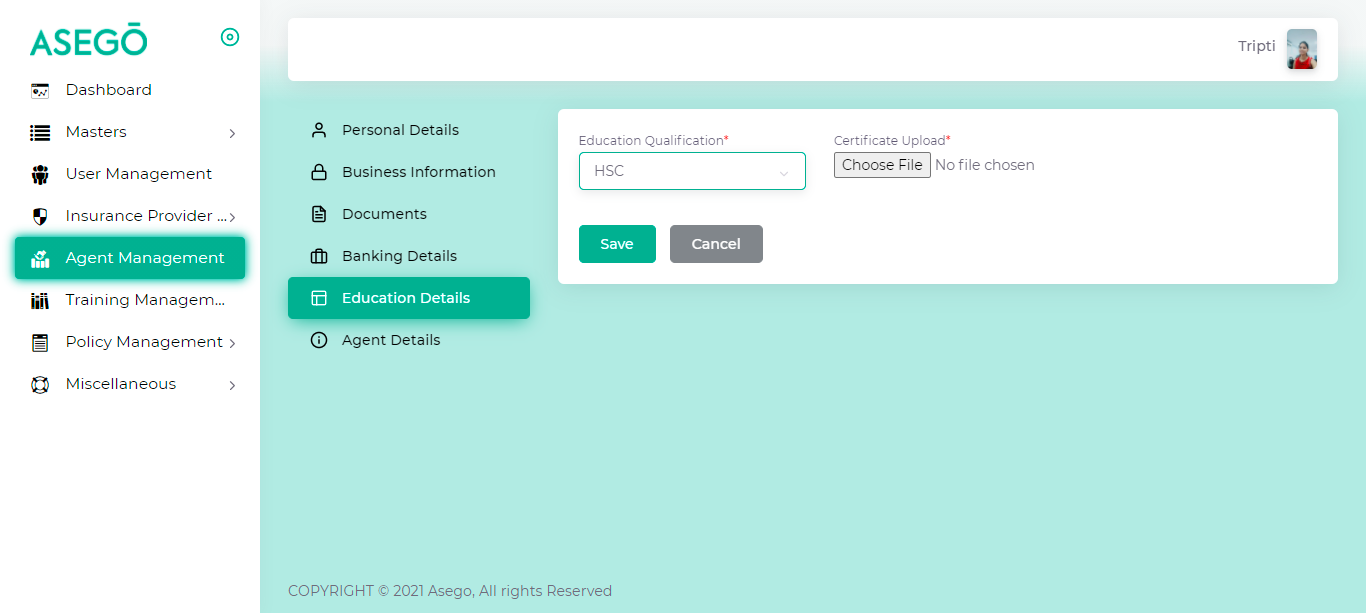 ASEGŌ
Dashboard
Masters
User Management
Insurance Provider ...
Agent Management
Training Managem...
Policy Management
Miscellaneous
Tripti
Personal Details
Business Information
Documents
Banking Details
Education Details
Agent Details
Education Qualification*
HSC
Certificate Upload*
Choose File No file chosen
Save
Cancel
COPYRIGHT © 2021 Asego, All rights Reserved